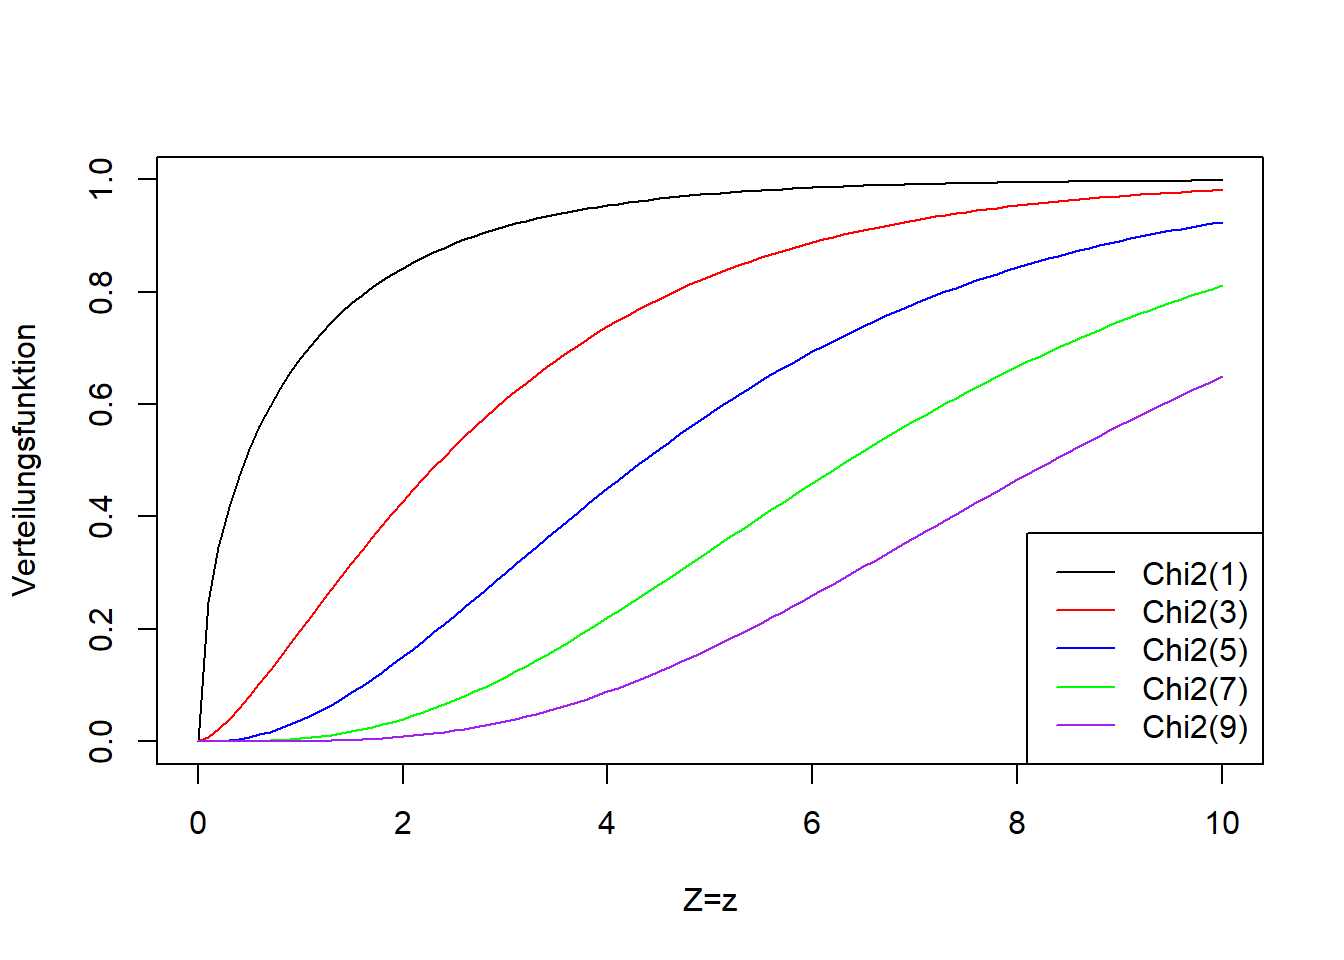 Verteilungsfunktion
1.0
0.8
0.6
0.4
0.2
0.0
Chi2(1)
Chi2(3)
Chi2(5)
Chi2(7)
Chi2(9)
0 2 4 6 8 10
Z=z